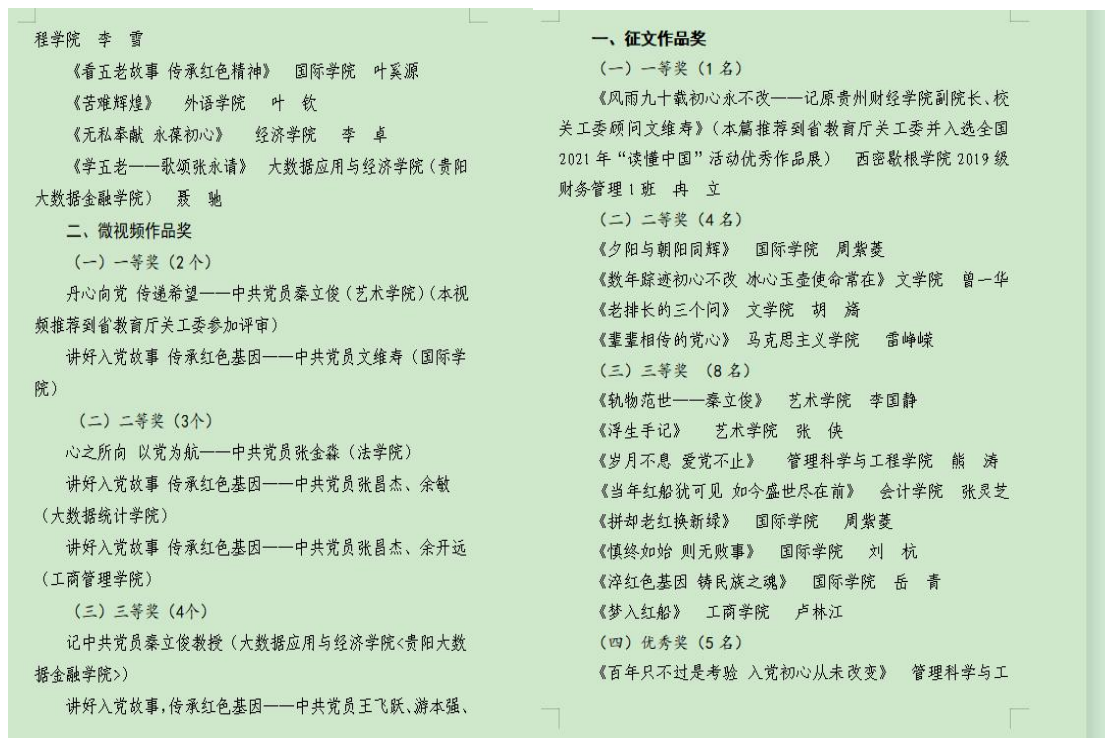 程学院 李 雪
《看五老故事 传承红色精神》 国际学院 叶奚源
《苦难辉煌》 外语学院 叶 钦
《无私奉献 永葆初心》 经济学院 李 卓
《学五老——歌颂张永请》 大数据应用与经济学院（贵阳
大数据金融学院） 聂 驰
二、微视频作品奖
（一）一等奖（2个）
丹心向党 传递希望——中共党员秦立俊（艺术学院）（本视
频推荐到省教育厅关工委参加评审）
讲好入党故事 传承红色基因——中共党员文维寿（国际学
院）
（二）二等奖（3个）
心之所向 以党为航——中共党员张金淼（法学院）
讲好入党故事 传承红色基因——中共党员张昌杰、余敏
（大数据统计学院）
讲好入党故事 传承红色基因——中共党员张昌杰、余开远
（工商管理学院）
（三）三等奖（4个）
记中共党员秦立俊教授（大数据应用与经济学院<贵阳大数
据金融学院>）
讲好入党故事,传承红色基因——中共党员王飞跃、游本强、
一、征文作品奖
（一）一等奖（1名）
《风雨九十载初心永不改——记原贵州财经学院副院长、校
关工委顾问文维寿》（本篇推荐到省教育厅关工委并入选全国
2021年“读懂中国”活动优秀作品展） 西密歇根学院2019级
财务管理1班 冉 立
（二）二等奖（4名）
《夕阳与朝阳同辉》 国际学院 周紫菱
《数年踪迹初心不改 冰心玉壶使命常在》文学院 曾一华
《老排长的三个问》 文学院 胡 旖
《辈辈相传的党心》 马克思主义学院 雷峥嵘
（三）三等奖 （8名）
《轨物范世——秦立俊》 艺术学院 李国静
《浮生手记》 艺术学院 张 侠
《岁月不息 爱党不止》 管理科学与工程学院 熊 涛
《当年红船犹可见 如今盛世尽在前》 会计学院 张灵芝
《拼却老红换新绿》 国际学院 周紫菱
《慎终如始 则无败事》 国际学院 刘 杭
《淬红色基因 铸民族之魂》 国际学院 岳 青
《梦入红船》 工商学院 卢林江
（四）优秀奖（5名）
《百年只不过是考验 入党初心从未改变》 管理科学与工